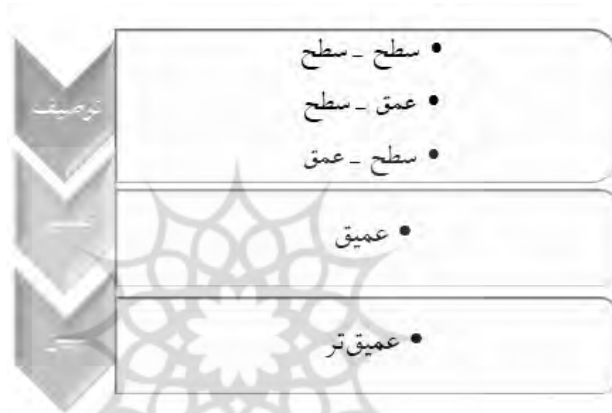 توصیف
• سطح ـ سطح
• عمق ـ سطح
• سطح ـ عمق
• عمیق
• عمیق‌تر